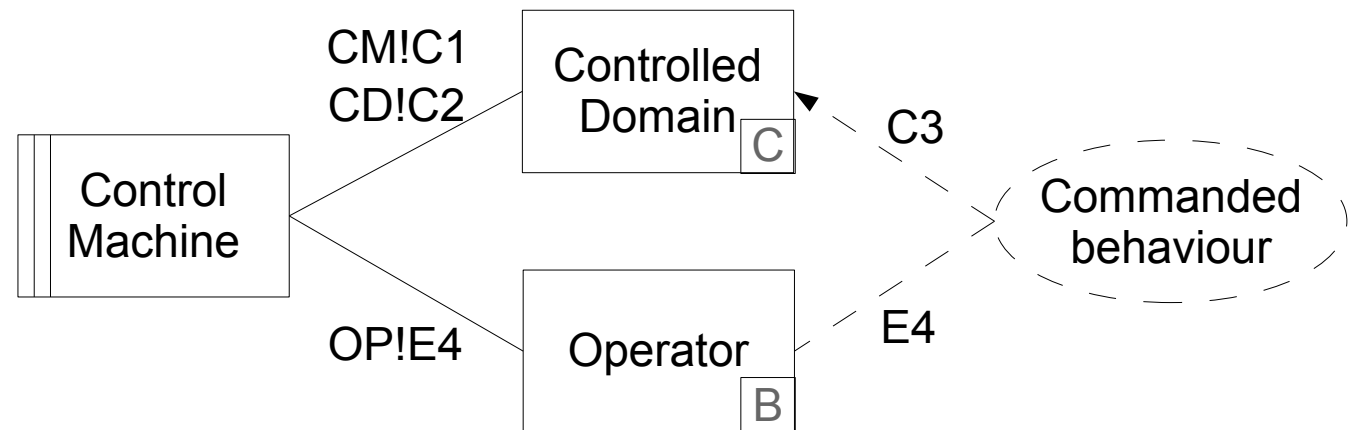 CM!C1
CD!C2
Controlled
Domain
C
C3
Control
Machine
Commanded
behaviour
OP!E4
Operator
B
E4